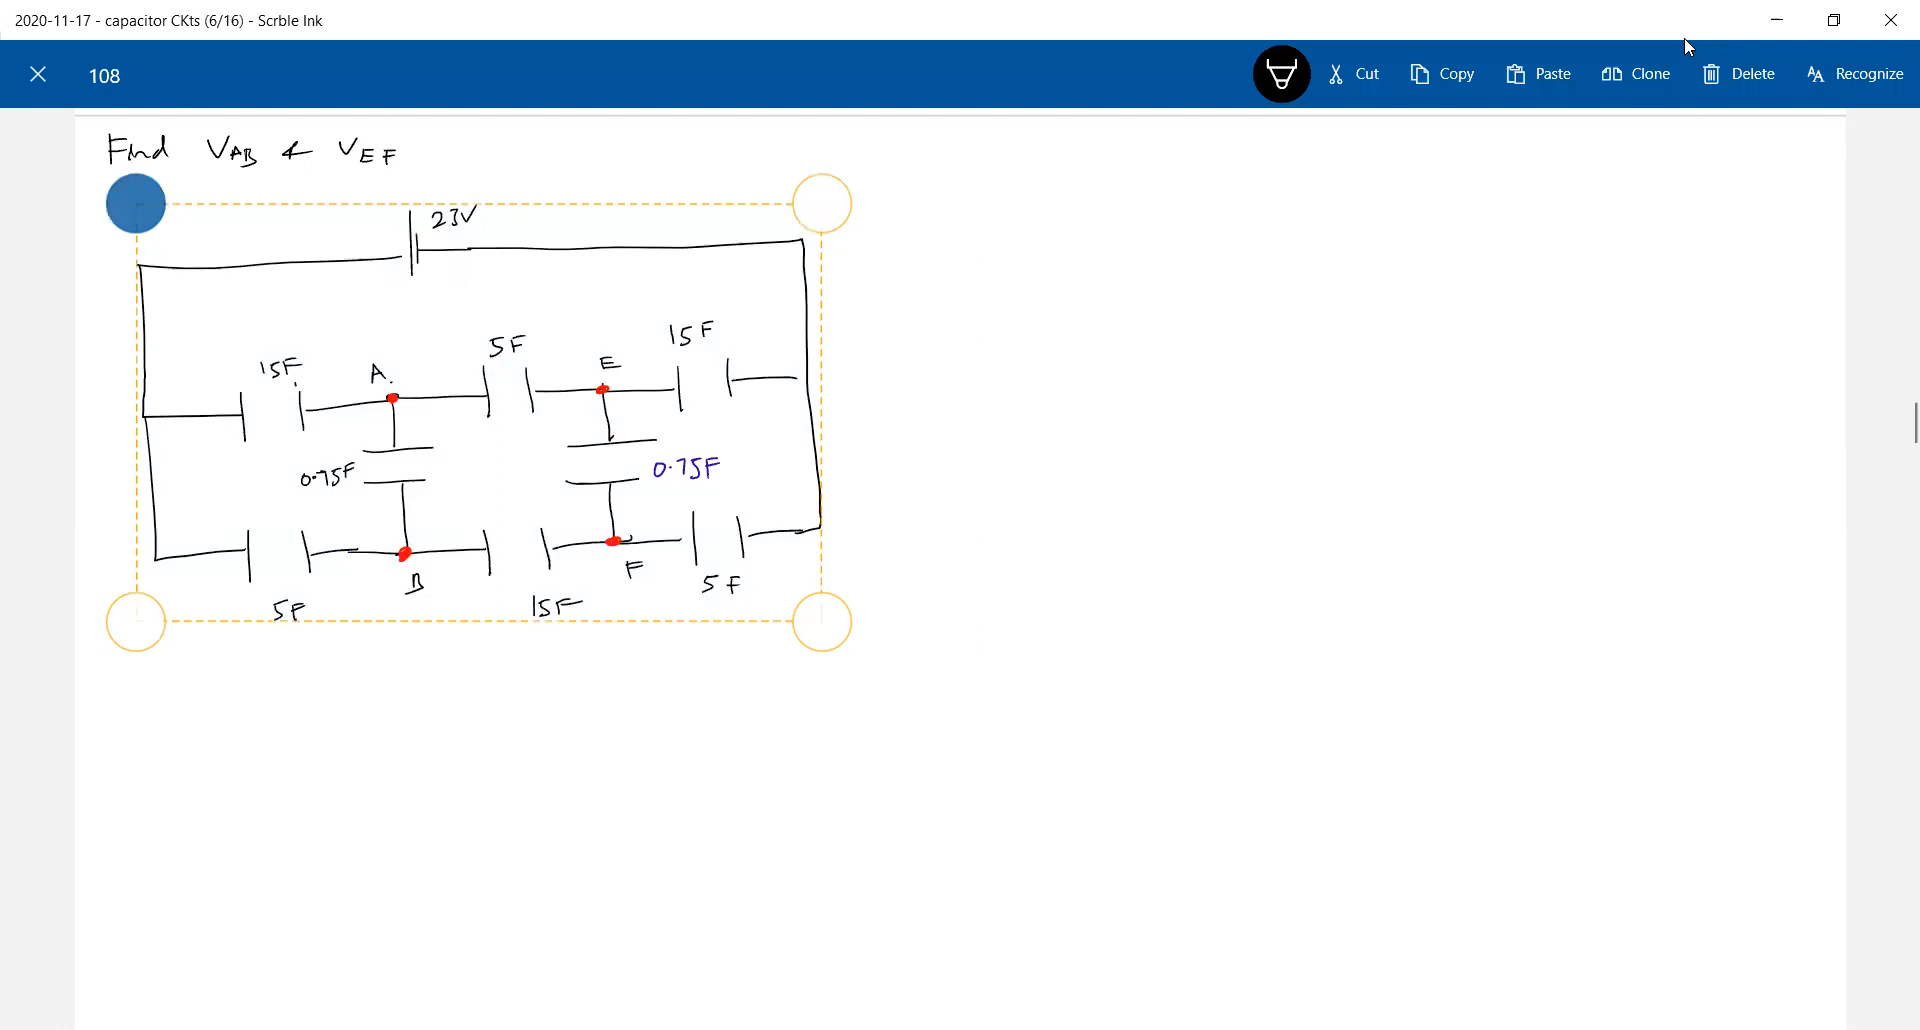 2020-11-17 - capacitor CKts (6/16) - Scrble Ink
108 Cut Copy Paste Clone Delete Recognize
Find VAB & VEF
23V
15F A. 5F E 15F
0.75F 0.75F
B F
5F 15F 5F